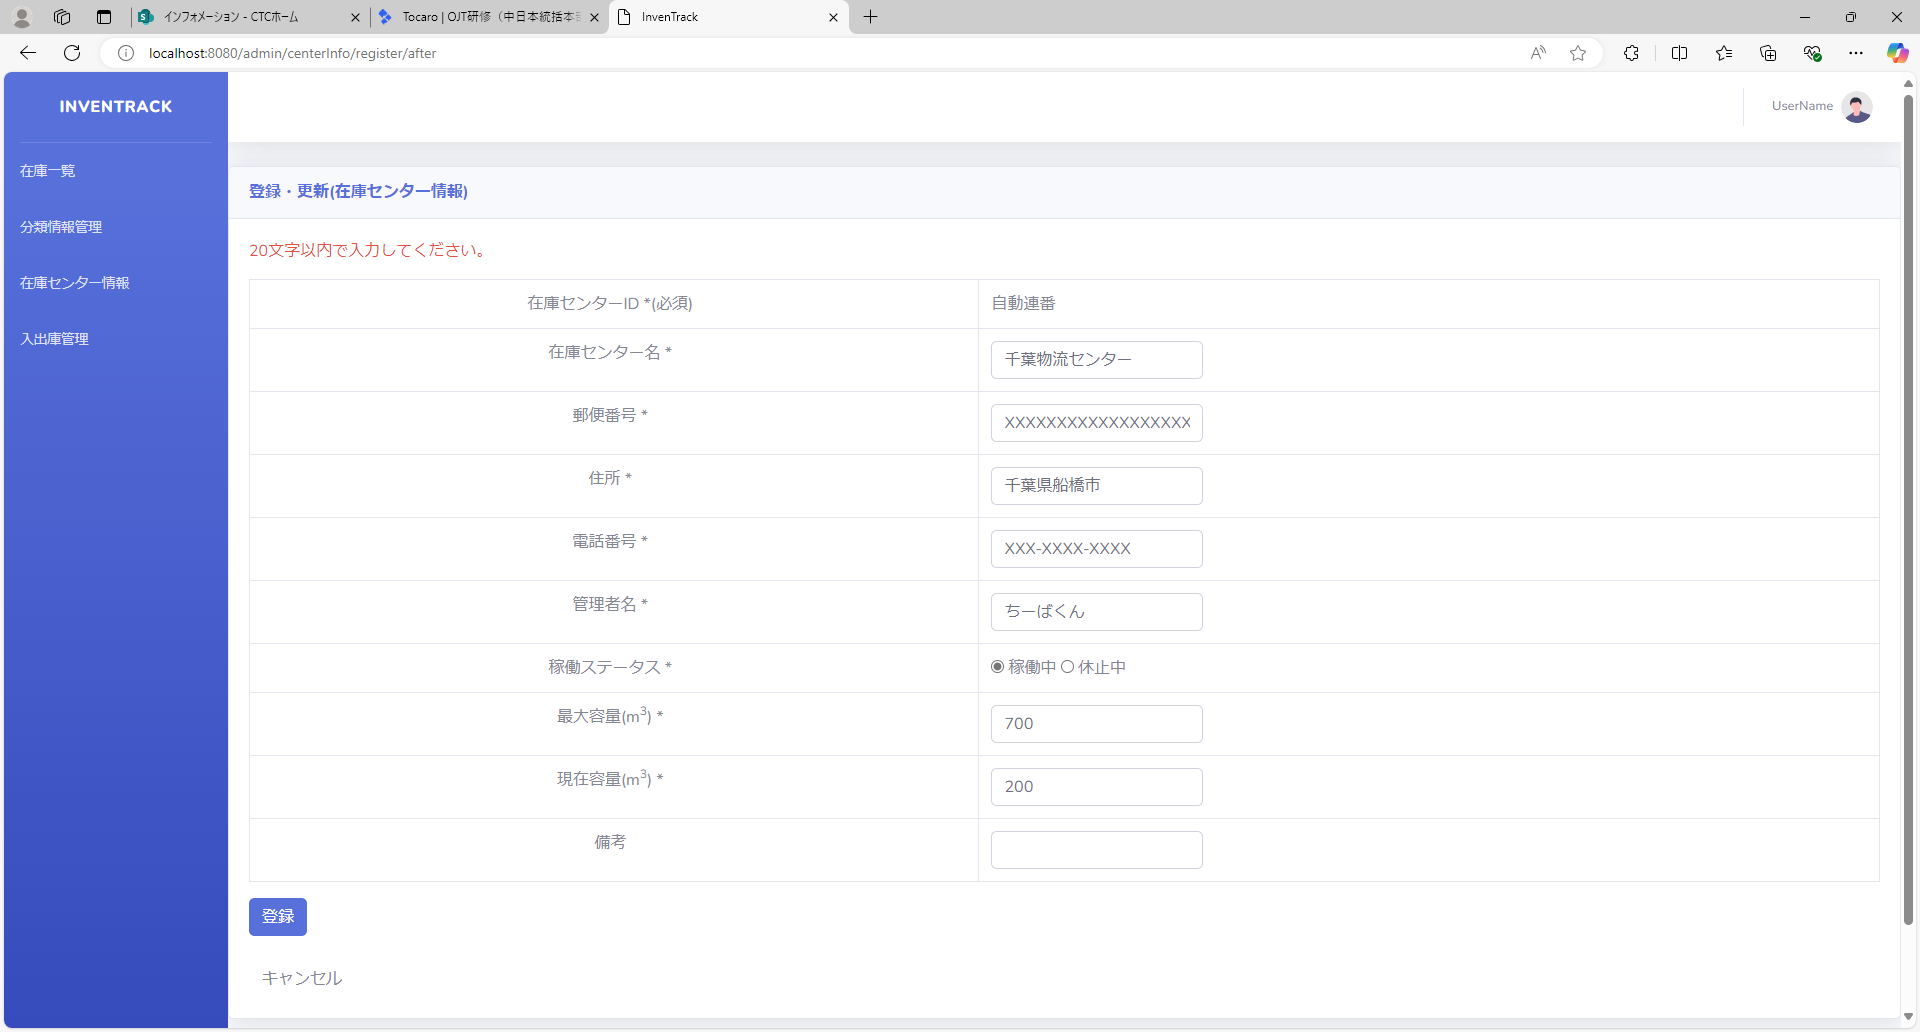 インフォメーション - CTCホーム
Tocaro | OJT研修（中日本統括本
InvenTrack
localhost:8080/admin/centerInfo/register/after
INVENTRACK
UserName
在庫一覧
分類情報管理
在庫センター情報
入出庫管理
登録・更新(在庫センター情報)
20文字以内で入力してください。
在庫センターID *(必須) 自動連番
在庫センター名 * 千葉物流センター
郵便番号 * XXXXXXXXXXXXXXXXXX
住所 * 千葉県船橋市
電話番号 * XXX-XXXX-XXXX
管理者名 * ちーばくん
稼働ステータス * 稼働中 休止中
最大容量(m3) * 700
現在容量(m3) * 200
備考
登録
キャンセル